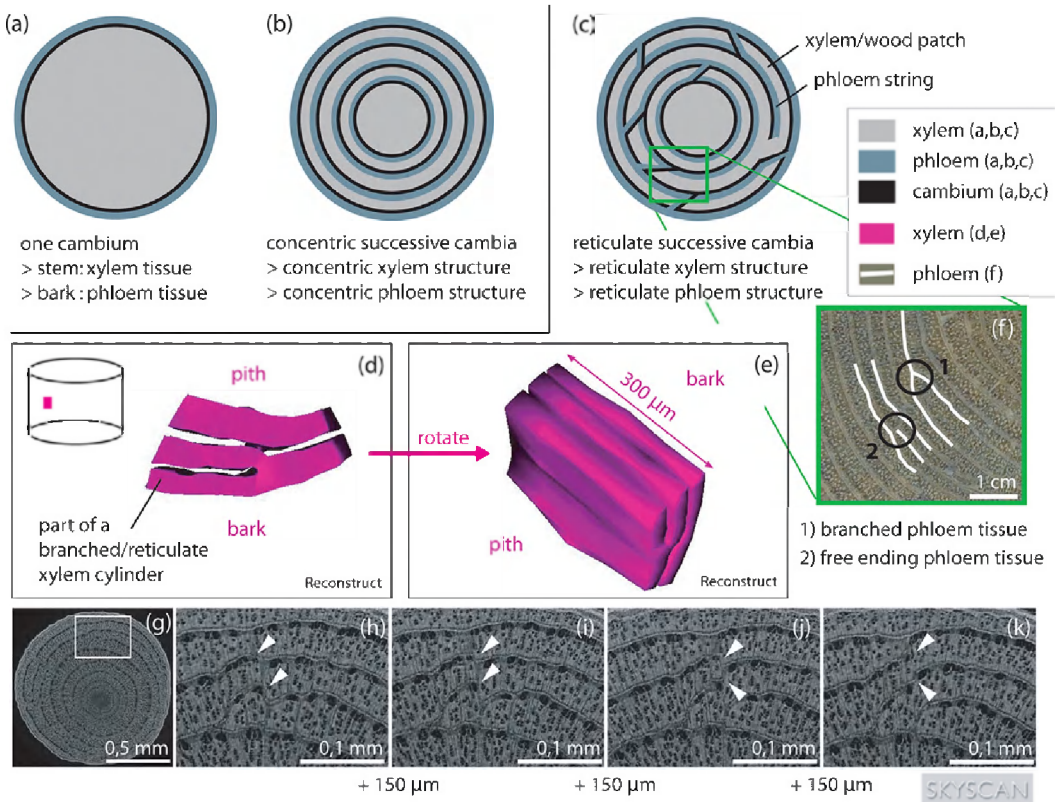 (a)
(b)
(c)
xylem/wood patch
phloem string
xylem (a,b,c)
phloem (a,b,c)
cambium (a,b,c)
xylem (d,e)
phloem (f)
one cambium
> stem: xylem tissue
> bark : phloem tissue
concentric successive cambia
> concentric xylem structure
> concentric phloem structure
reticulate successive cambia
> reticulate xylem structure
> reticulate phloem structure
(d)
pith
bark
part of a
branched/reticulate
xylem cylinder
Reconstruct
rotate
(e)
300 µm
bark
pith
Reconstruct
(f)
1
2
1 cm
1) branched phloem tissue
2) free ending phloem tissue
(g)
0,5 mm
(h)
0,1 mm
(i)
0,1 mm
(j)
0,1 mm
(k)
0,1 mm
+ 150 µm
+ 150 µm
+ 150 µm
SKYSCAN